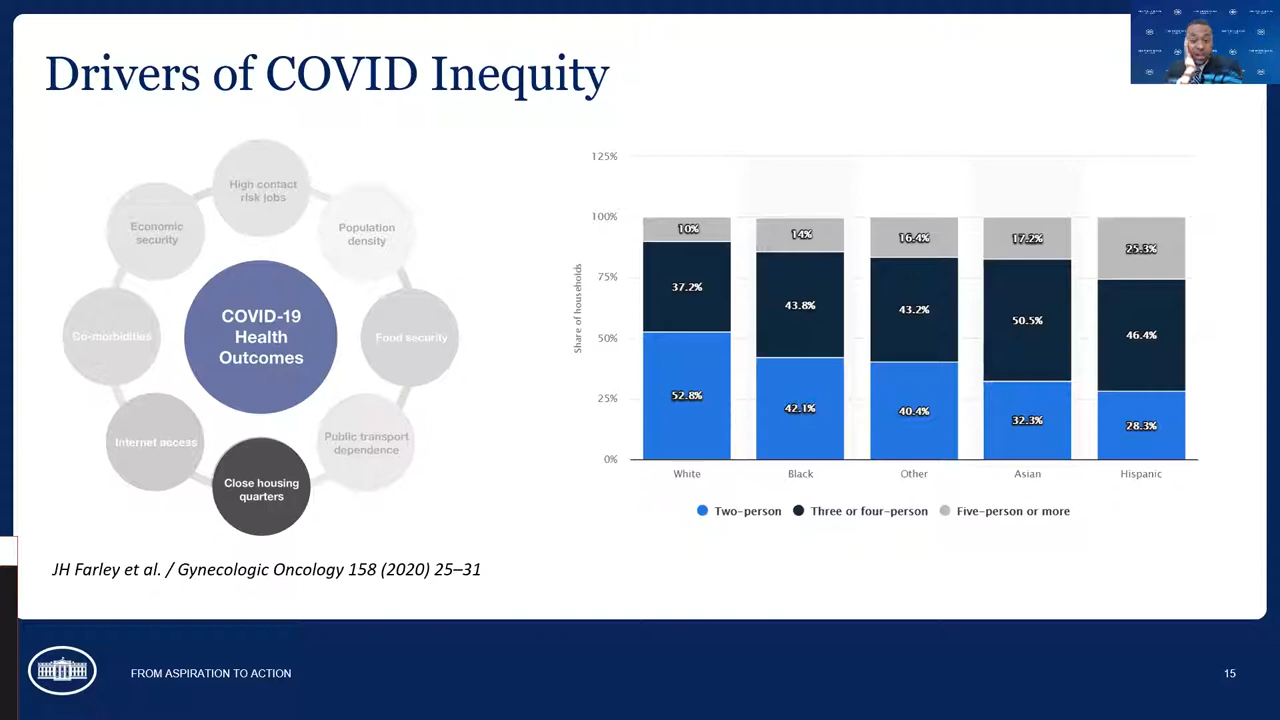 Drivers of COVID Inequity
High contact
risk jobs
Economic
security
Population
density
COVID-19
Health
Outcomes
Co-morbidities
Food security
Internet access
Public transport
dependence
Close housing
quarters
JH Farley et al. / Gynecologic Oncology 158 (2020) 25–31
Share of households
125%
100%
75%
50%
25%
0%
10%
37.2%
52.8%
14%
43.8%
42.1%
16.4%
43.2%
40.4%
17.2%
50.5%
32.3%
25.3%
46.4%
28.3%
White
Black
Other
Asian
Hispanic
Two-person
Three or four-person
Five-person or more
FROM ASPIRATION TO ACTION
15